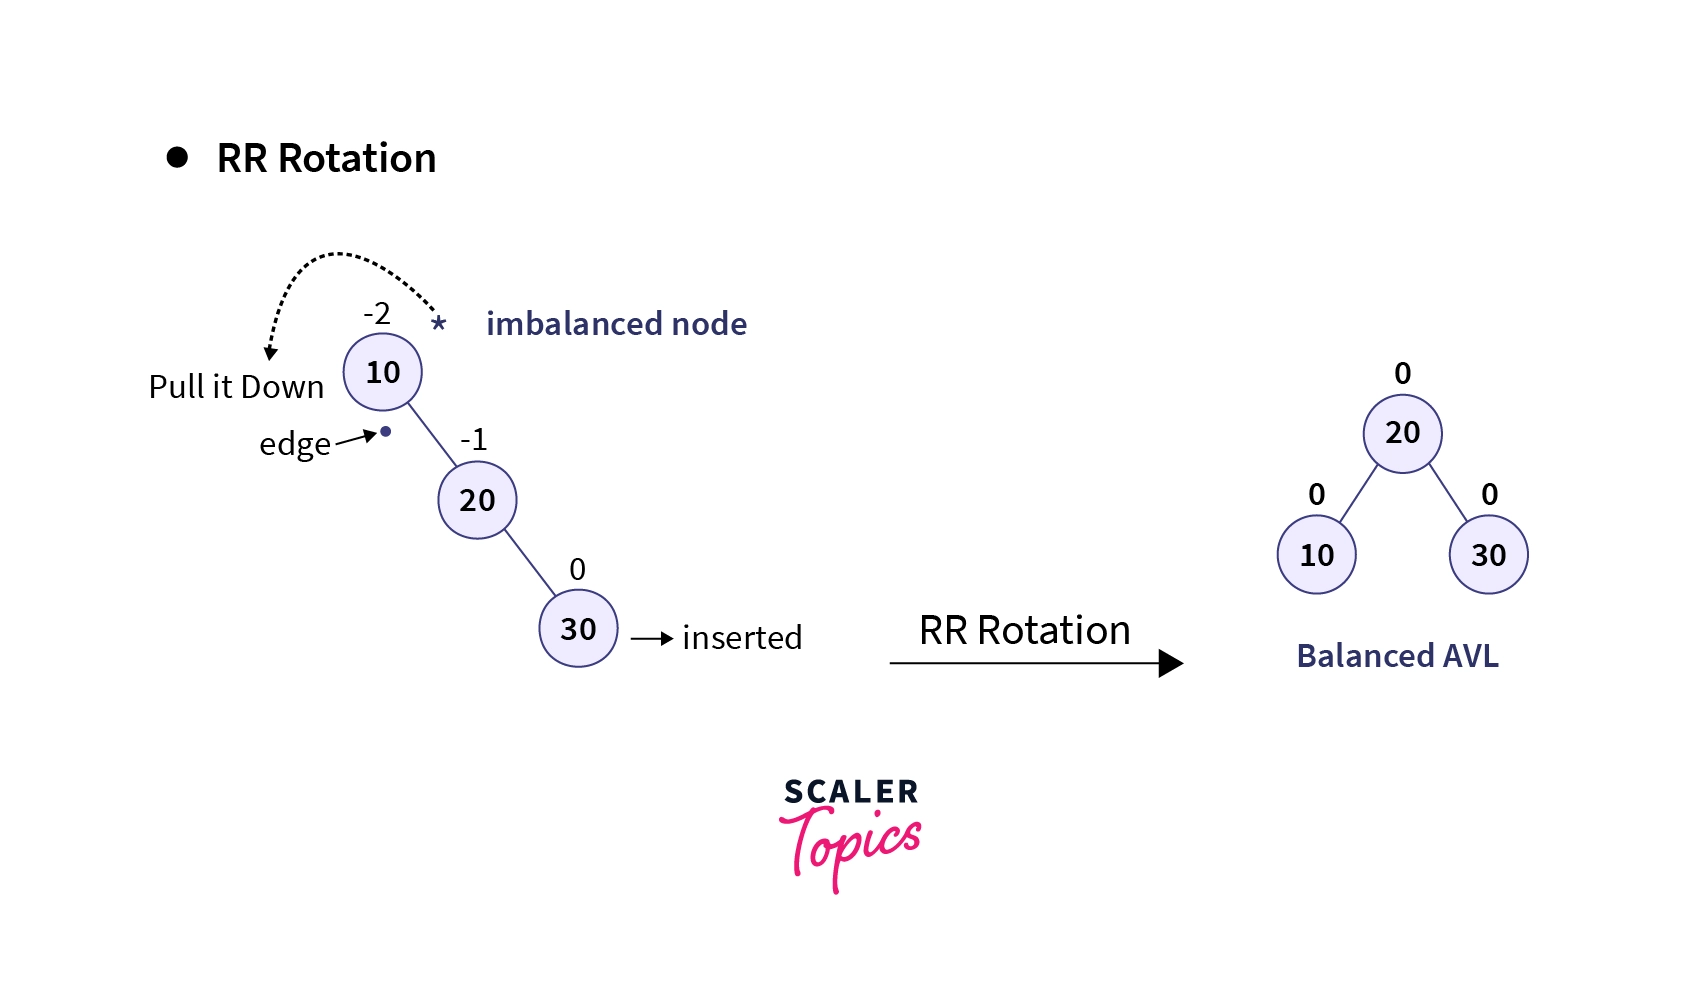 ● RR Rotation
-2
* imbalanced node
10
Pull it Down
edge
-1
20
0
30
inserted
RR Rotation
0
20
0 0
10 30
Balanced AVL
SCALER
Topics